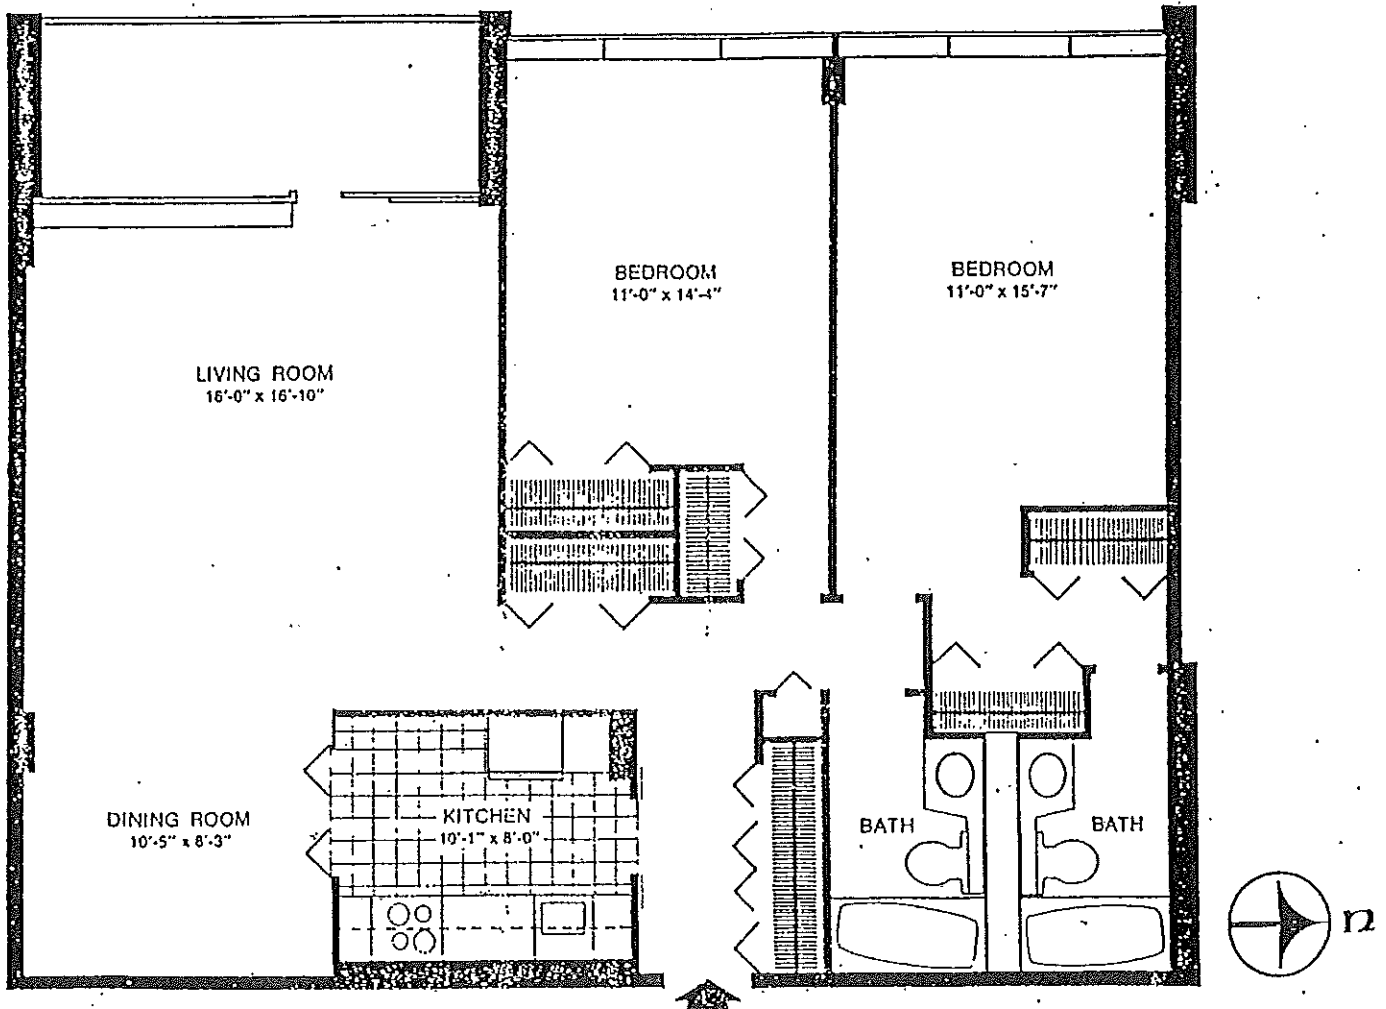 BEDROOM
11'-0" x 14'-4"
BEDROOM
11'-0" x 15'-7"
LIVING ROOM
16'-0" x 16'-10"
DINING ROOM
10'-5" x 8'-3"
KITCHEN
10'-1" x 8'-0"
BATH
BATH
n